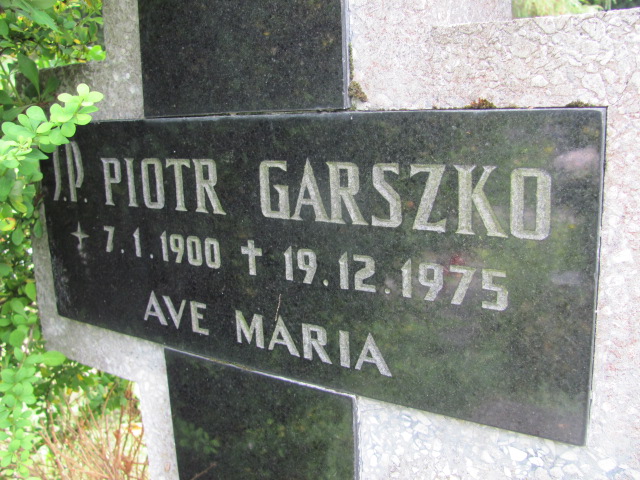 Ś.P. PIOTR GARSZKO
7.1.1900 19.12.1975
AVE MARIA